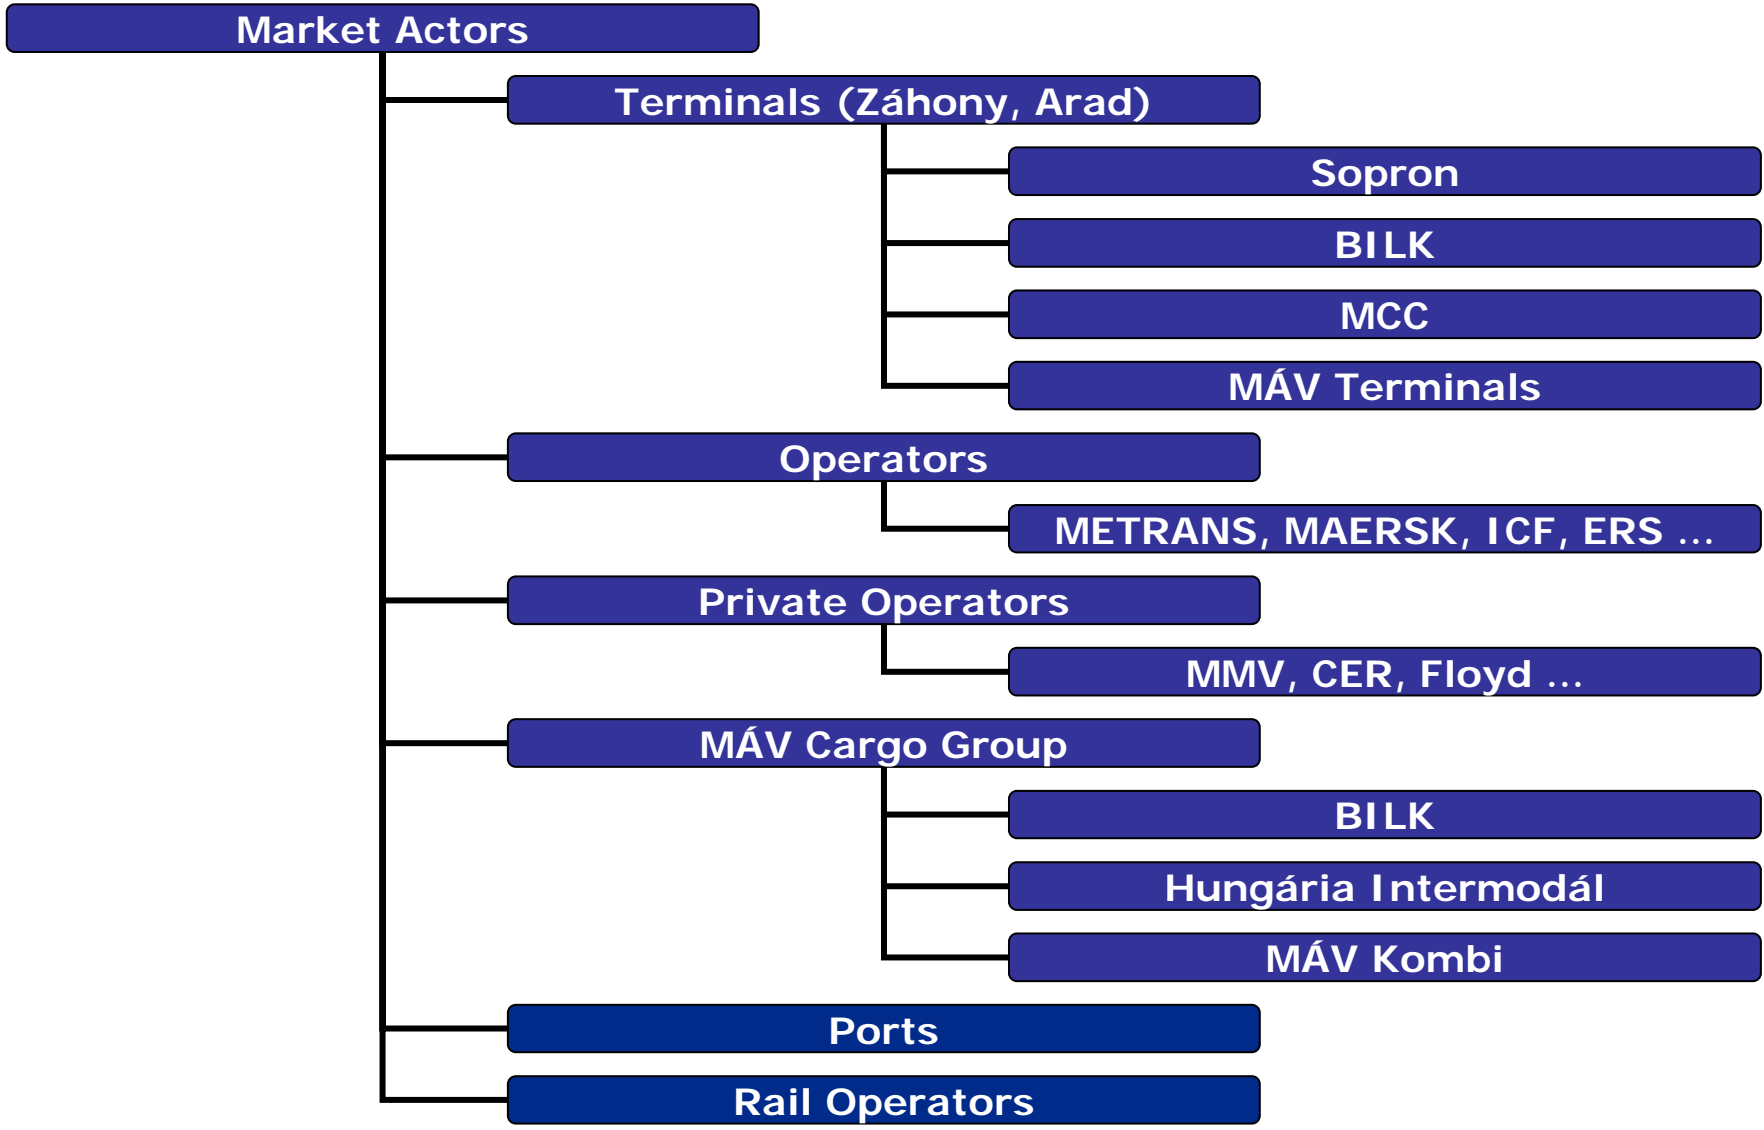 Market Actors
Terminals (Záhony, Arad)
Sopron
BILK
MCC
MÁV Terminals
Operators
METRANS, MAERSK, ICF, ERS ...
Private Operators
MMV, CER, Floyd ...
MÁV Cargo Group
BILK
Hungária Intermodál
MÁV Kombi
Ports
Rail Operators